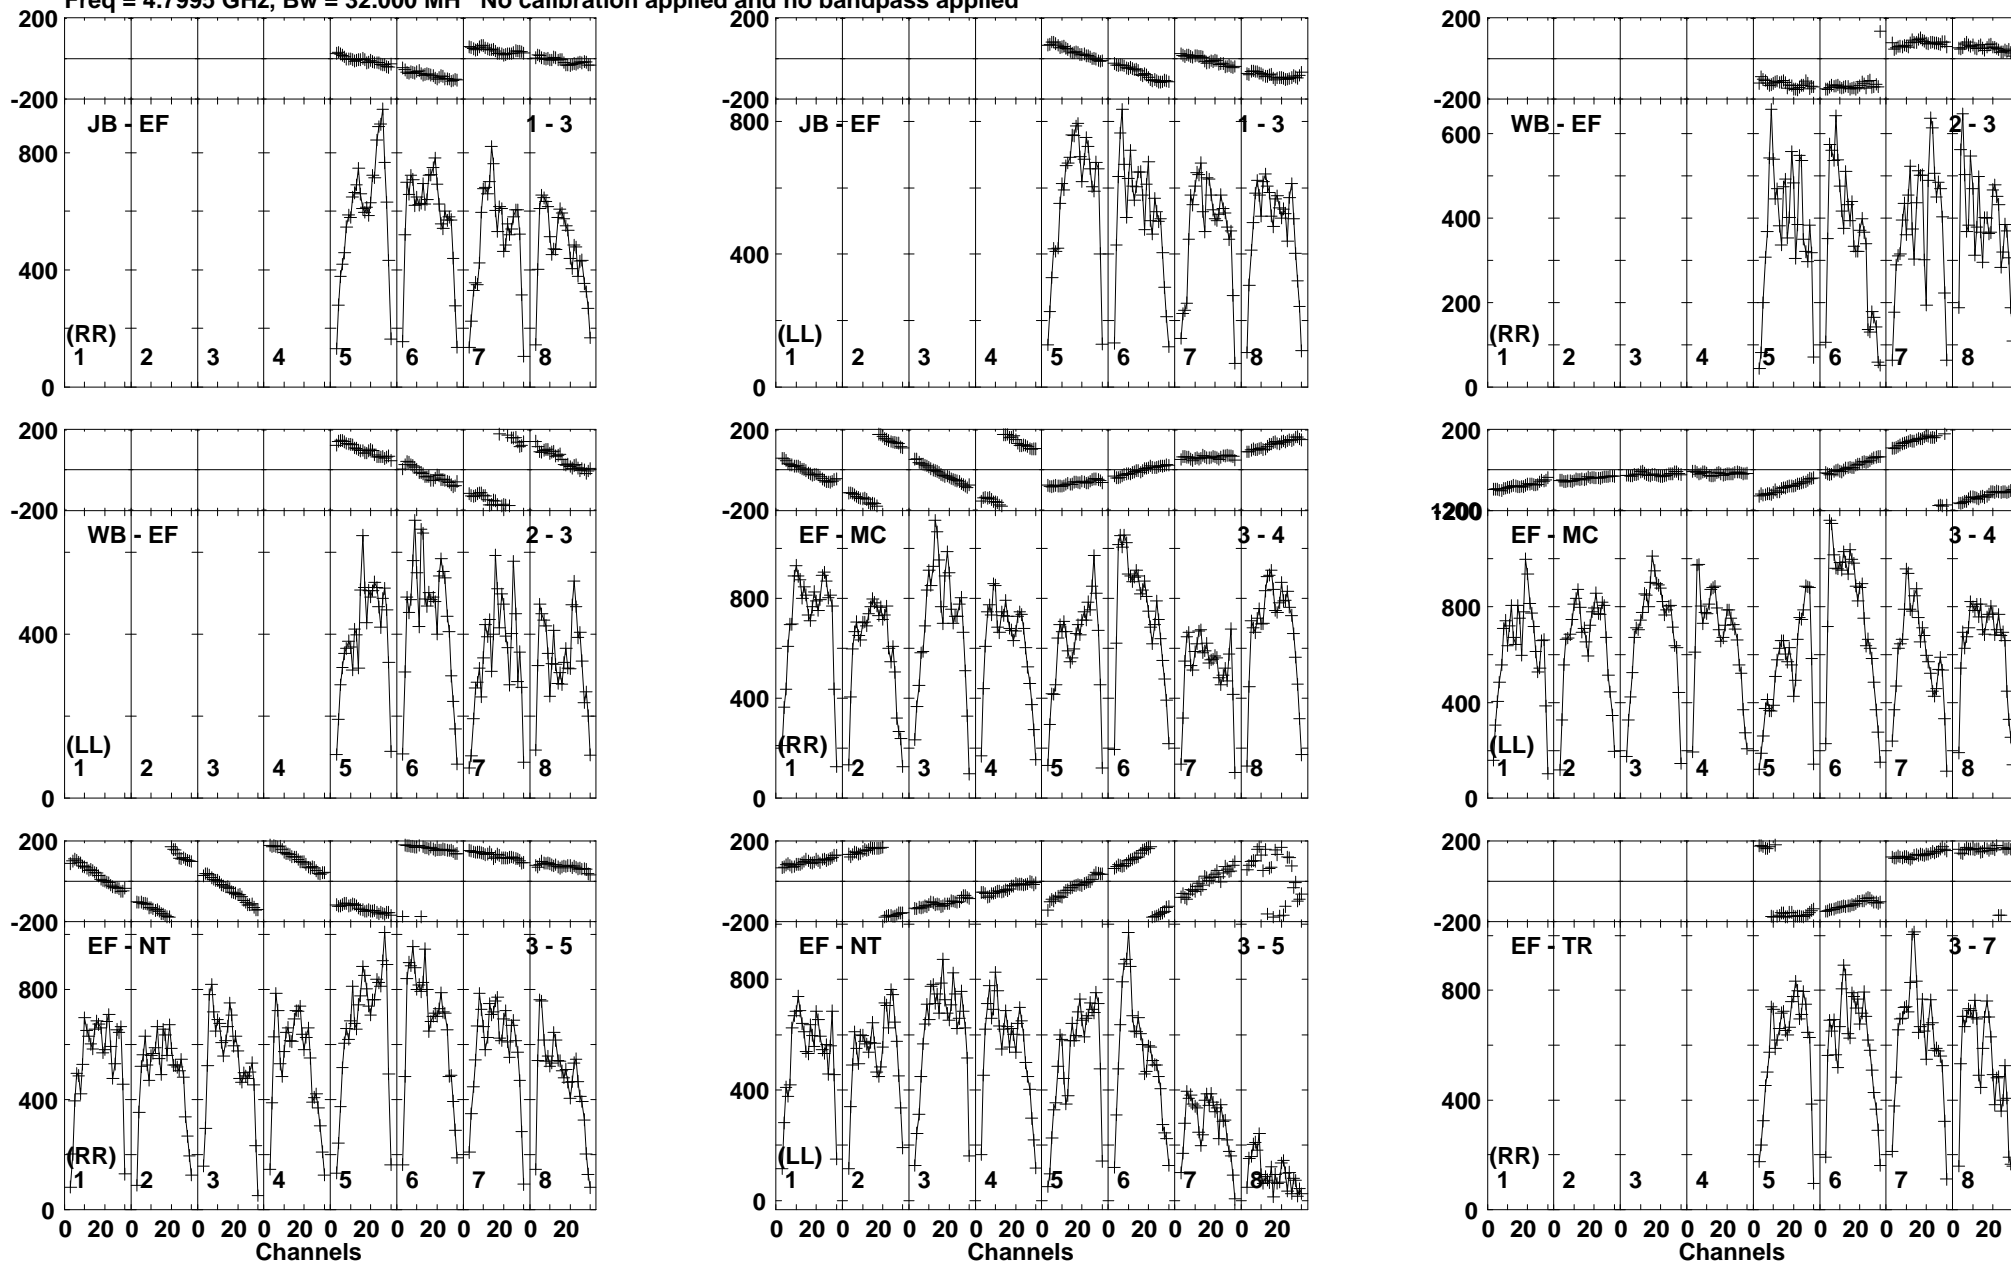 Freq = 4.7995 GHz, Bw = 32.000 MH No calibration applied and no bandpass applied
200 200 200
-200 -200 -200
JB - EF 1 - 3 JB - EF 1 - 3 WB - EF 2 - 3
800 800 600
400 400 400
200
(RR) (LL) (RR)
1 2 3 4 5 6 7 8 1 2 3 4 5 6 7 8 1 2 3 4 5 6 7 8
0 0 0
200 200 200
-200 -200 -200
1200
WB - EF 2 - 3 EF - MC 3 - 4 EF - MC 3 - 4
400 800 800
400 400
(LL) (RR) (LL)
1 2 3 4 5 6 7 8 1 2 3 4 5 6 7 8 1 2 3 4 5 6 7 8
0 0 0
200 200 200
-200 -200 -200
EF - NT 3 - 5 EF - NT 3 - 5 EF - TR 3 - 7
800 800 800
400 400 400
(RR) (LL) (RR)
1 2 3 4 5 6 7 8 1 2 3 4 5 6 7 8 1 2 3 4 5 6 7 8
0 0 0
0 20 0 20 0 20 0 20 0 20 0 20 0 20 0 20 0 20 0 20 0 20 0 20 0 20 0 20 0 20 0 20 0 20 0 20 0 20 0 20 0 20 0 20 0 20 0 20
Channels Channels Channels